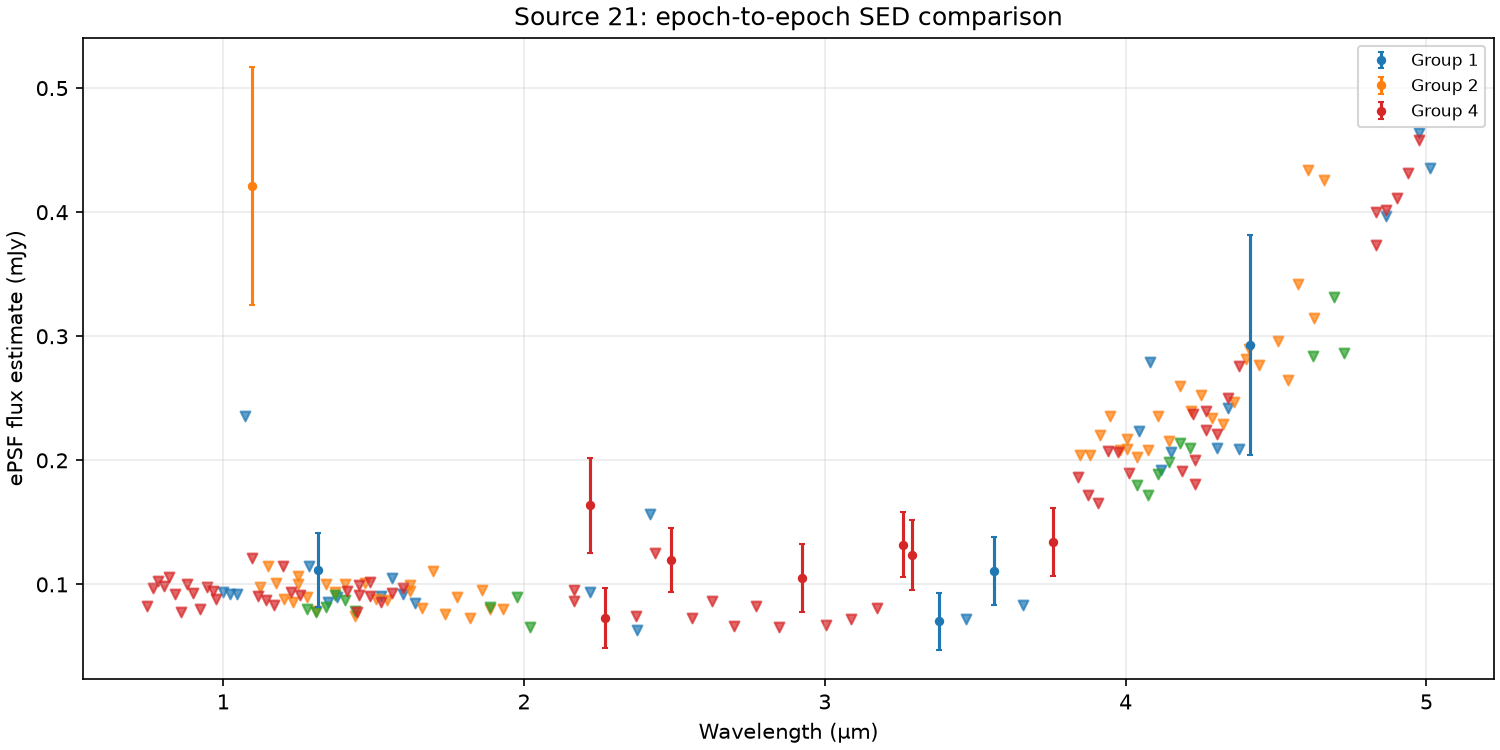 Source 21: epoch-to-epoch SED comparison
Group 1
Group 2
Group 4
ePSF flux estimate (mJy)
0.5
0.4
0.3
0.2
0.1
1 2 3 4 5
Wavelength (µm)